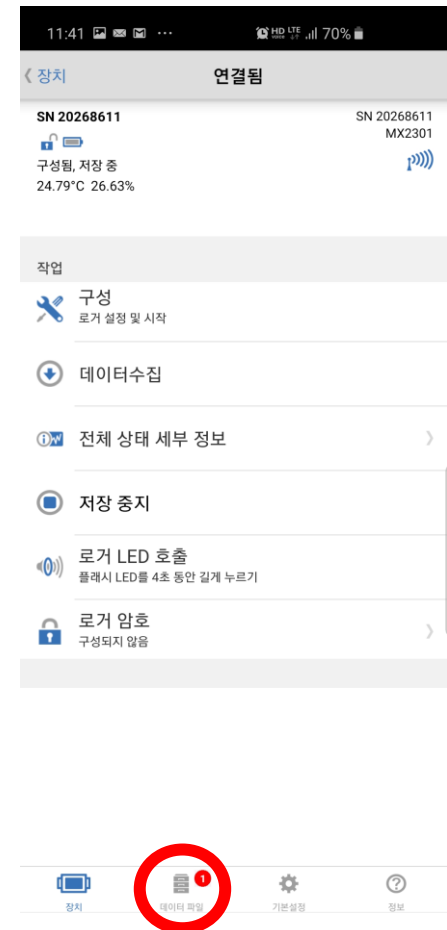 11:41 ... HD VoLTE LTE 70%
〈 장치 연결됨
SN 20268611 SN 20268611
MX2301
구성됨, 저장 중
24.79°C 26.63%
작업
구성
로거 설정 및 시작
데이터수집
전체 상태 세부 정보
저장 중지
로거 LED 호출
플래시 LED를 4초 동안 길게 누르기
로거 암호
구성되지 않음
1
장치 데이터 파일 기본설정 정보